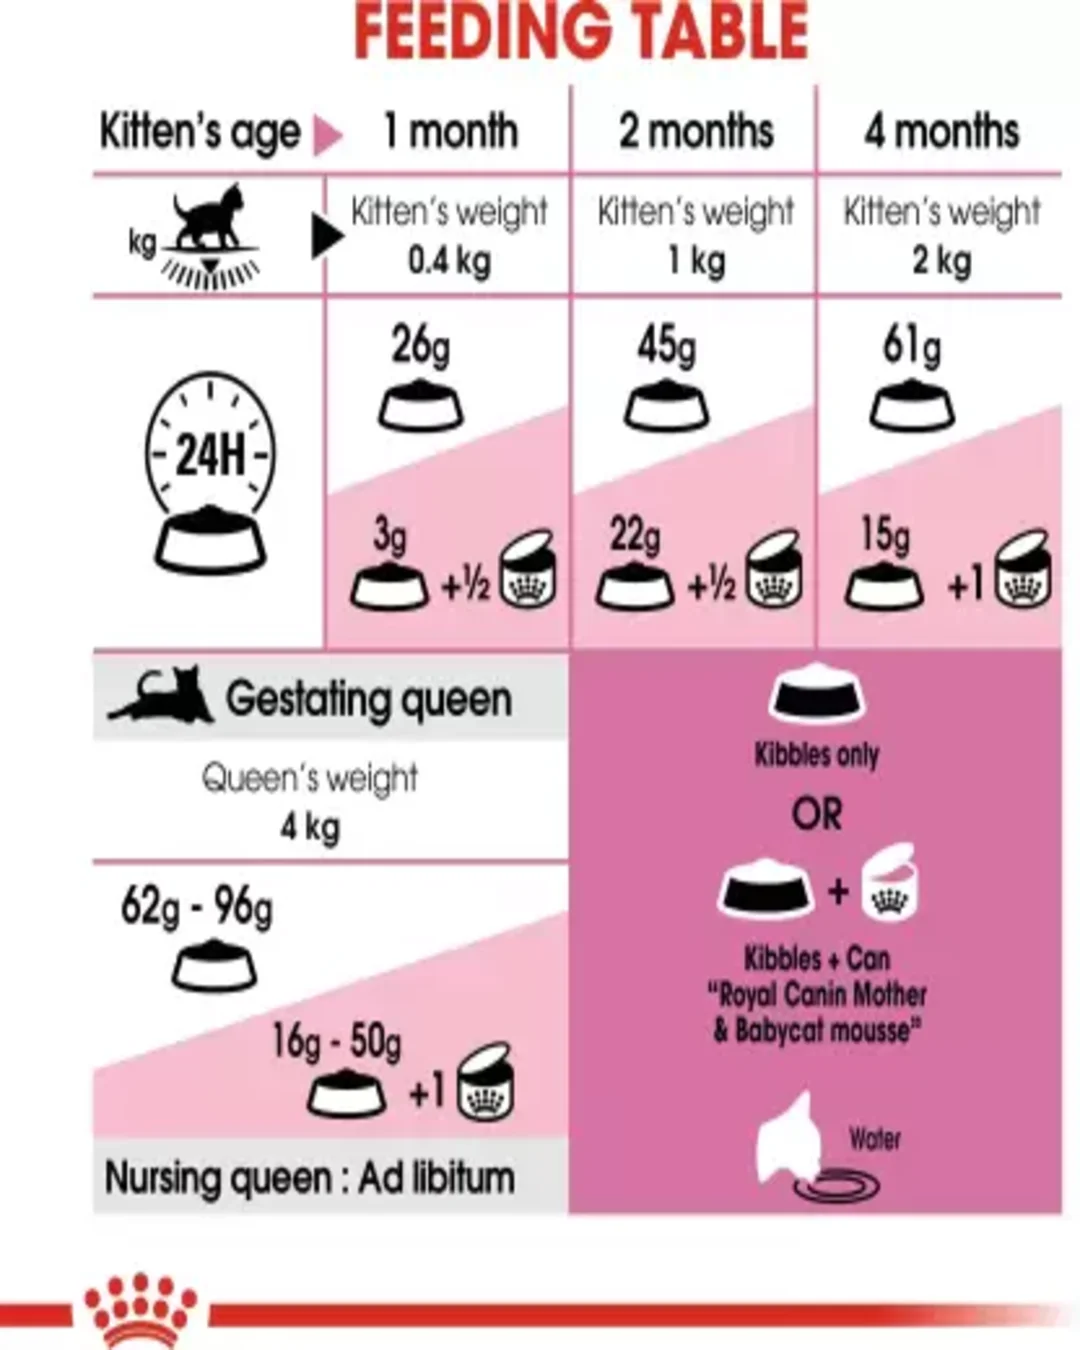 FEEDING TABLE
Kitten's age 1 month 2 months 4 months
kg
Kitten's weight Kitten's weight Kitten's weight
0.4 kg 1 kg 2 kg
24H
26g 45g 61g
3g 22g 15g
+½ +½ +1
Gestating queen
Queen's weight
4 kg
62g - 96g
16g - 50g
+1
Nursing queen : Ad libitum
Kibbles only
OR
+
Kibbles + Can
"Royal Canin Mother
& Babycat mousse"
Water